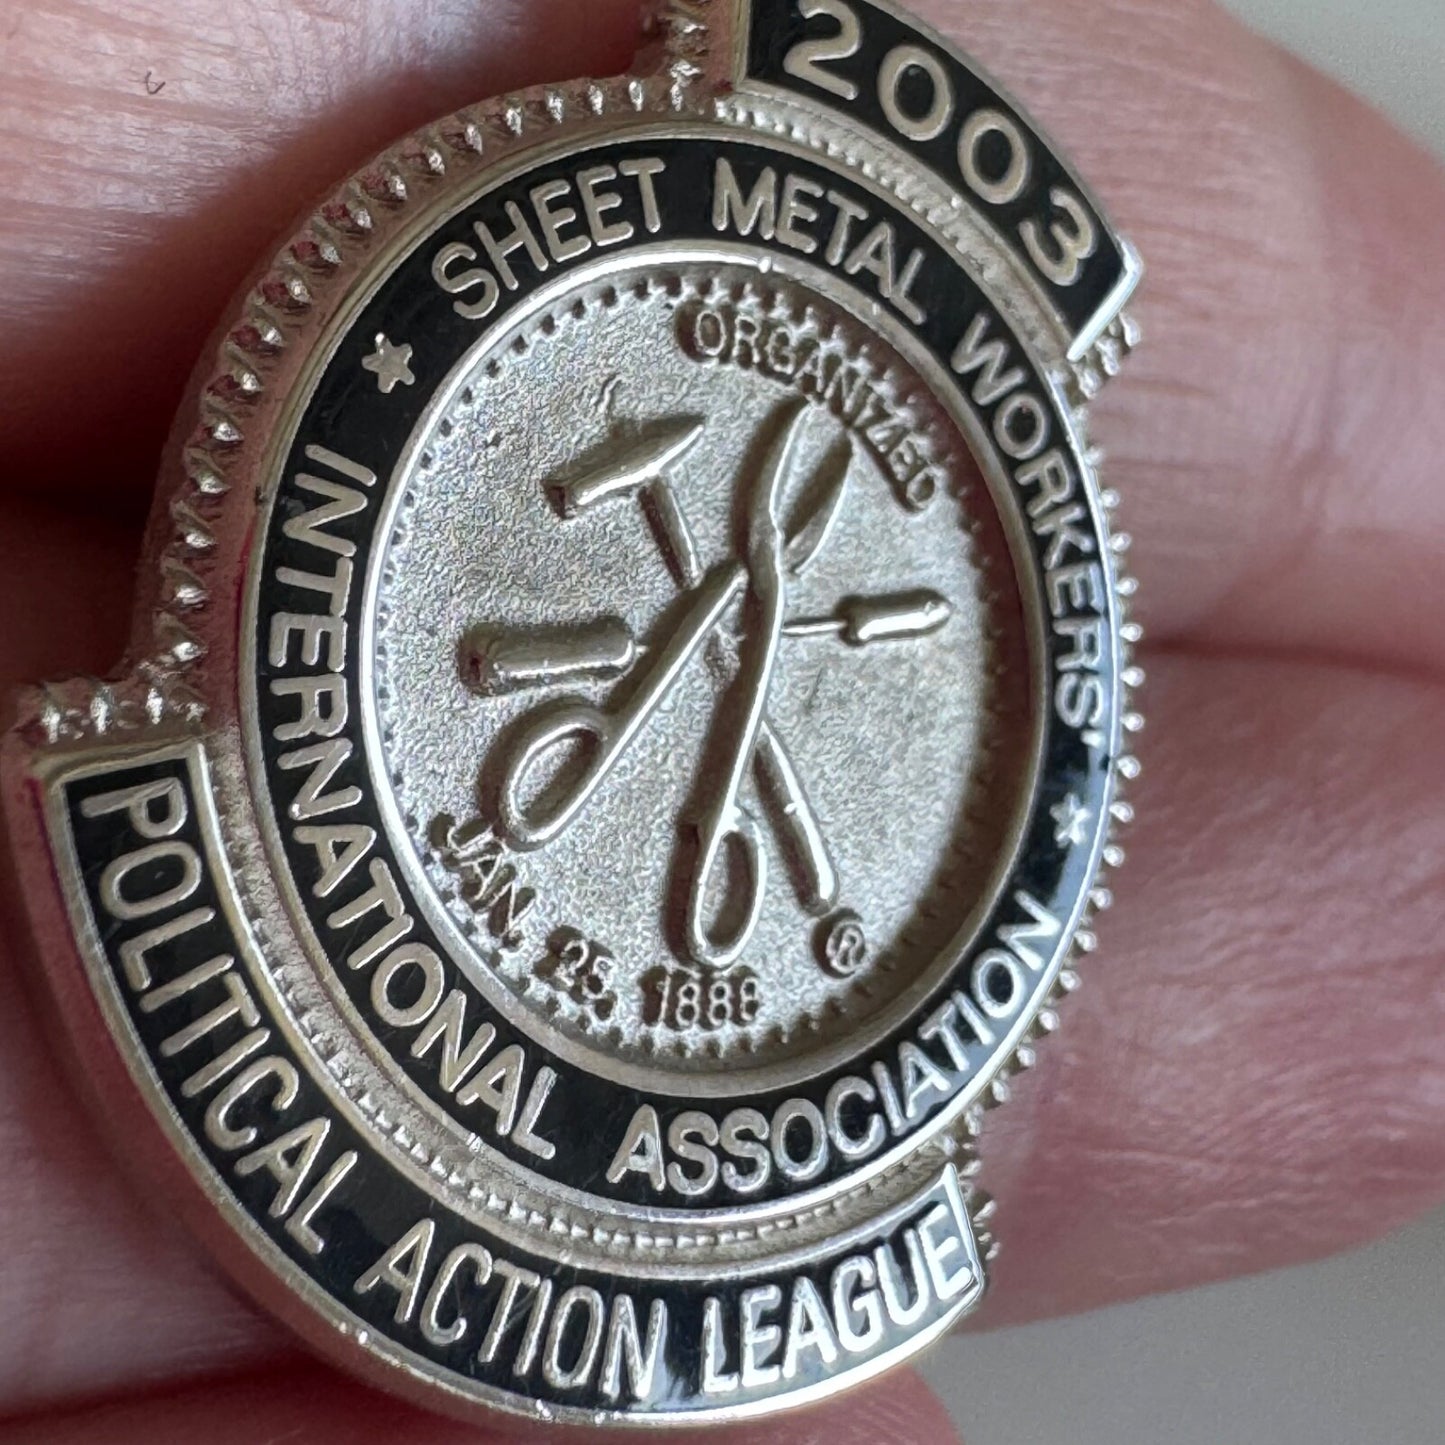 2003
SHEET METAL WORKERS'
INTERNATIONAL ASSOCIATION
ORGANIZED
JAN. 25, 1888
®
POLITICAL ACTION LEAGUE